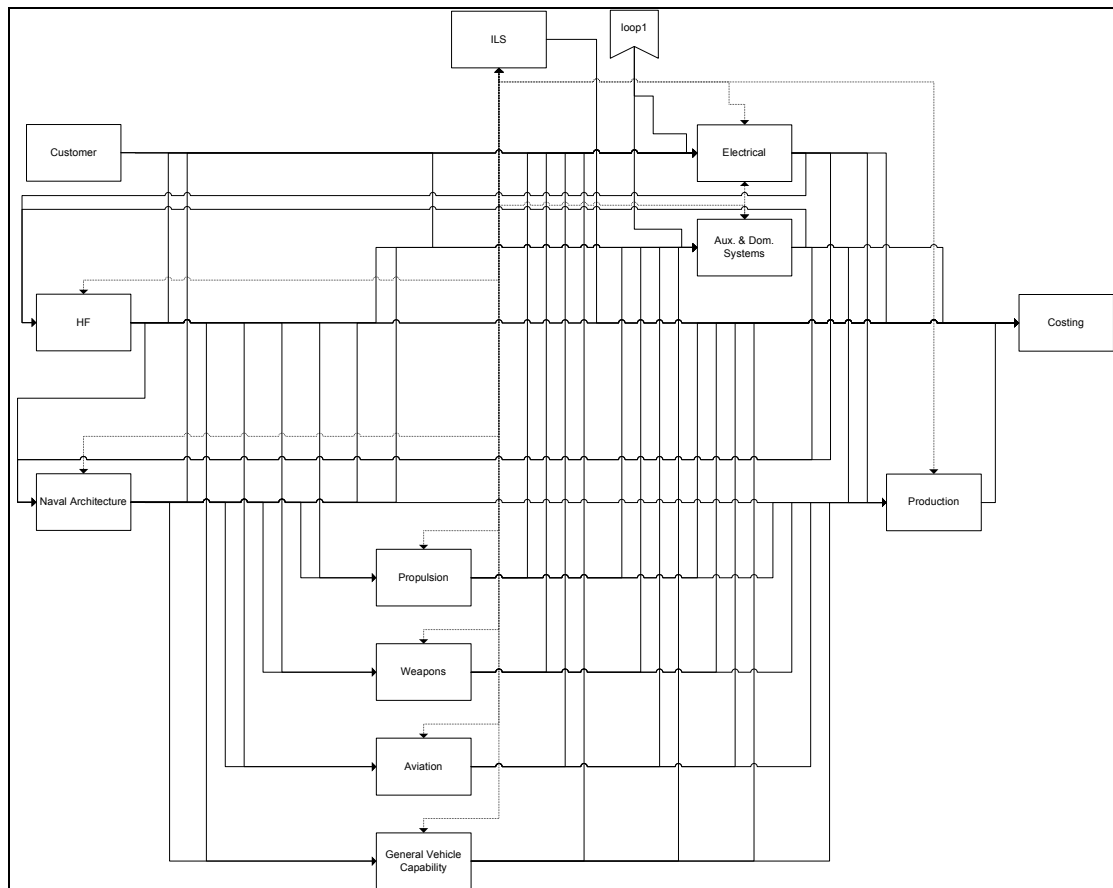 loop1
ILS
Customer
Electrical
Aux. & Dom.
Systems
HF
Costing
Naval Architecture
Production
Propulsion
Weapons
Aviation
General Vehicle
Capability